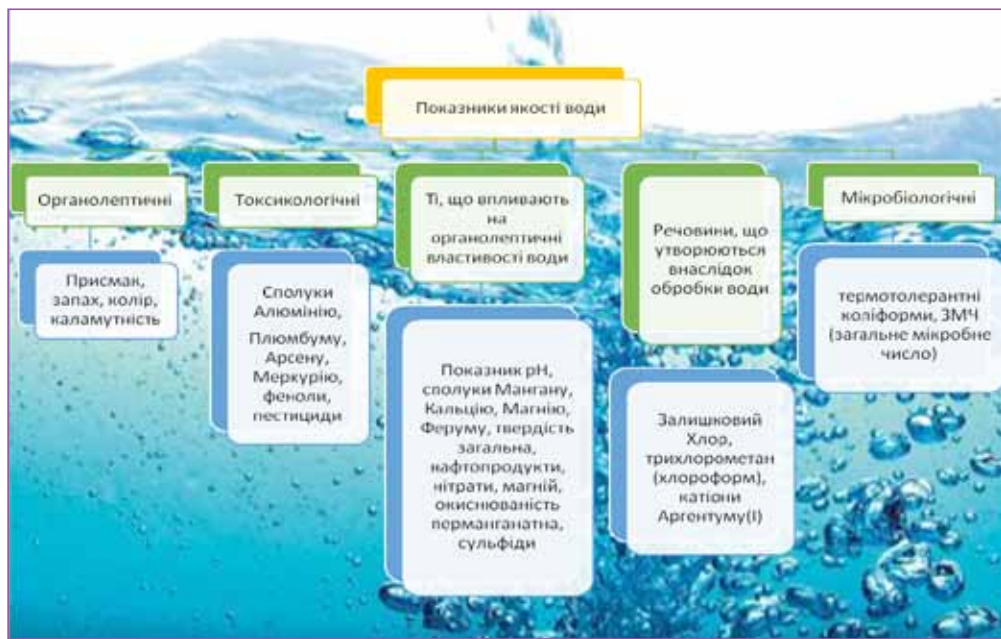 Показники якості води
Органолептичні
Присмак,
запах, колір,
каламутність
Токсикологічні
Сполуки
Алюмінію,
Плюмбуму,
Арсену,
Меркурію,
феноли,
пестициди
Ті, що впливають
на
органолептичні
властивості води
Показник pH,
сполуки Мангану,
Кальцію, Магнію,
Феруму, твердість
загальна,
нафтопродукти,
нітрати, магній,
окиснюваність
перманганатна,
сульфіди
Речовини, що
утворюються
внаслідок
обробки води
Залишковий
Хлор,
трихлорометан
(хлороформ),
катіони
Аргентуму(І)
Мікробіологічні
термотолерантні
коліформи, ЗМЧ
(загальне мікробне
число)